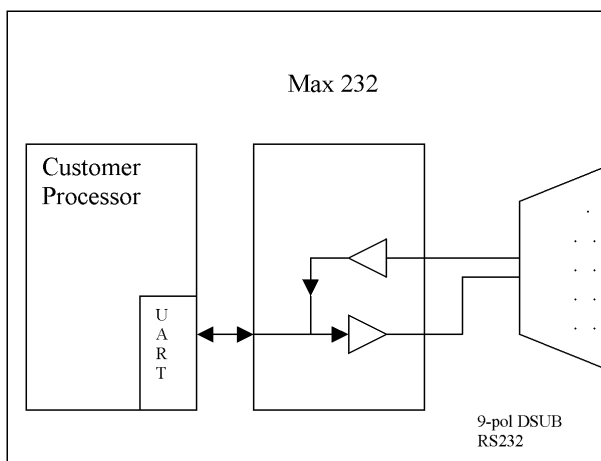 Max 232
Customer
Processor
U
A
R
T
9-pol DSUB
RS232